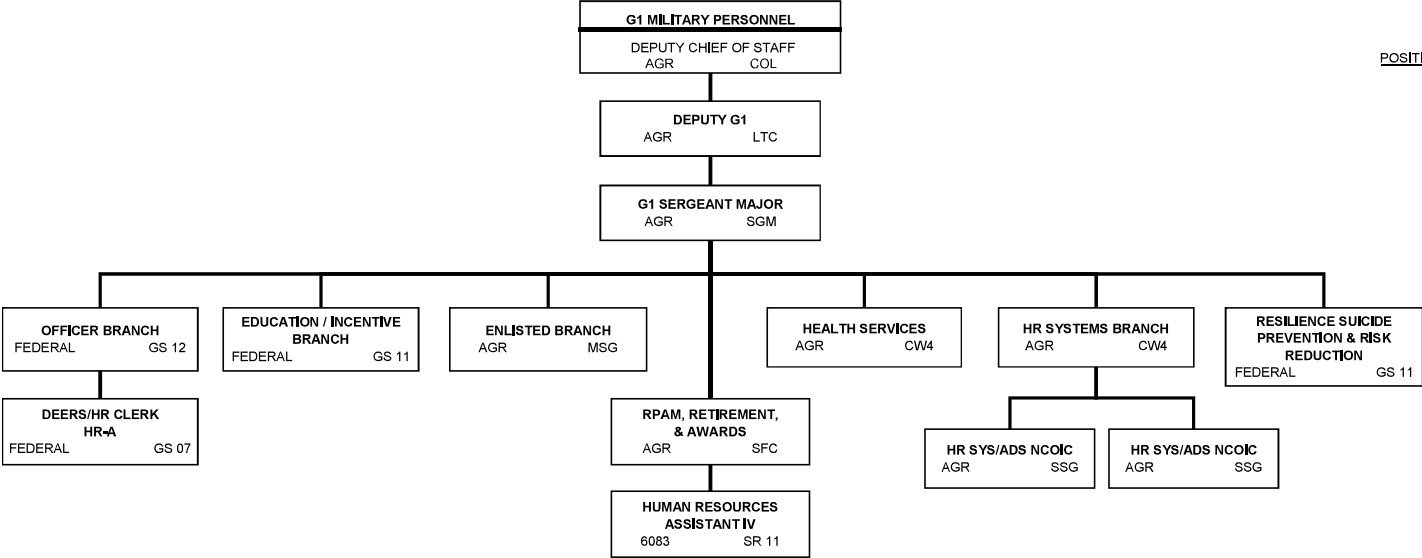 G1 MILITARY PERSONNEL
DEPUTY CHIEF OF STAFF
AGR COL
DEPUTY G1
AGR LTC
G1 SERGEANT MAJOR
AGR SGM
OFFICER BRANCH
FEDERAL GS 12
EDUCATION / INCENTIVE
BRANCH
FEDERAL GS 11
ENLISTED BRANCH
AGR MSG
HEALTH SERVICES
AGR CW4
HR SYSTEMS BRANCH
AGR CW4
RESILIENCE SUICIDE
PREVENTION & RISK
REDUCTION
FEDERAL GS 11
DEERS/HR CLERK
HR-A
FEDERAL GS 07
RPAM, RETIREMENT,
& AWARDS
AGR SFC
HR SYS/ADS NCOIC
AGR SSG
HR SYS/ADS NCOIC
AGR SSG
HUMAN RESOURCES
ASSISTANT IV
6083 SR 11